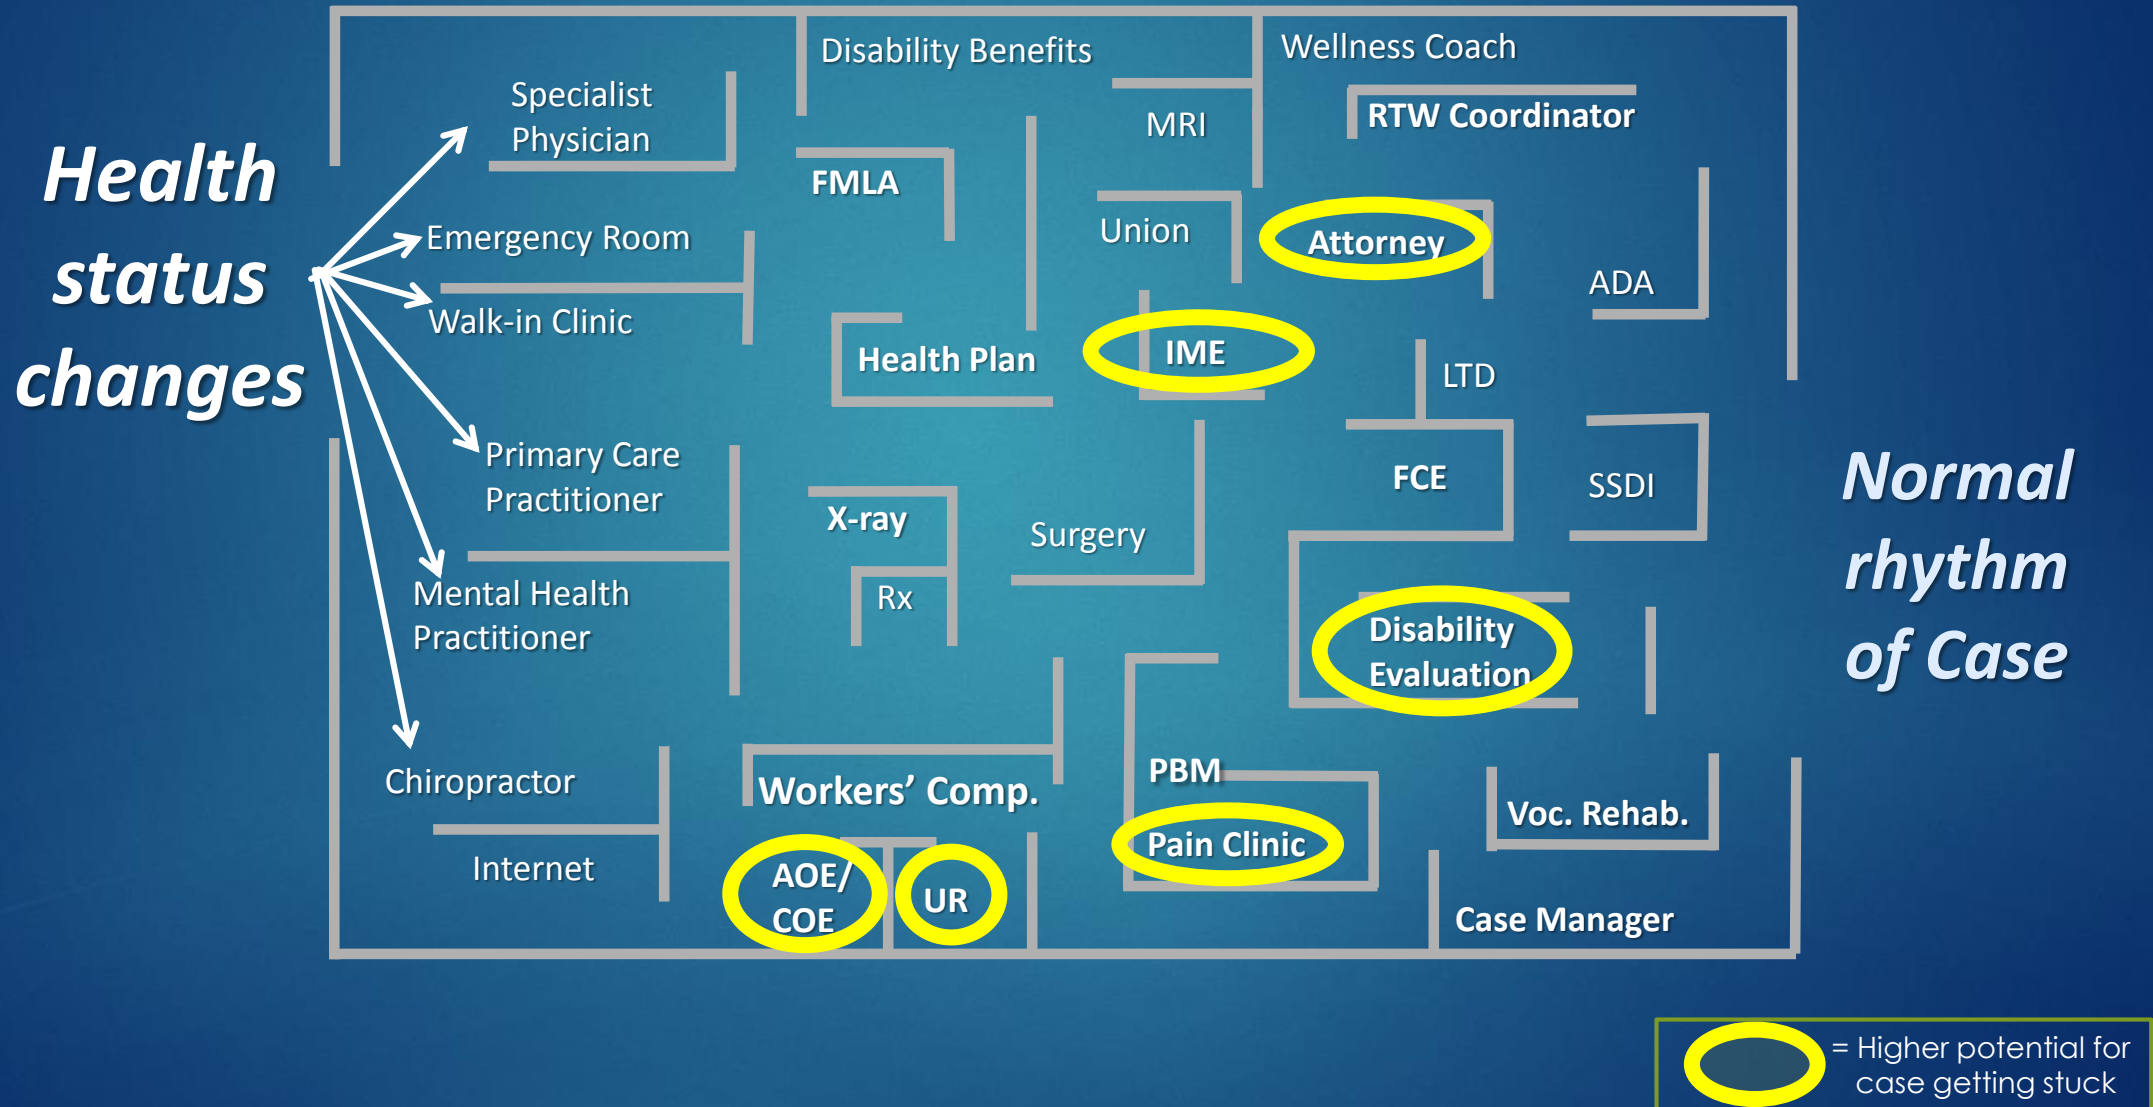 Health
status
changes
Specialist
Physician
Emergency Room
Walk-in Clinic
Primary Care
Practitioner
Mental Health
Practitioner
Chiropractor
Internet
Disability Benefits
FMLA
Health Plan
X-ray
Rx
Workers’ Comp.
AOE/
COE
UR
MRI
Union
IME
Surgery
PBM
Pain Clinic
Wellness Coach
RTW Coordinator
Attorney
ADA
LTD
FCE
SSDI
Disability
Evaluation
Voc. Rehab.
Case Manager
Normal
rhythm
of Case
= Higher potential for
case getting stuck